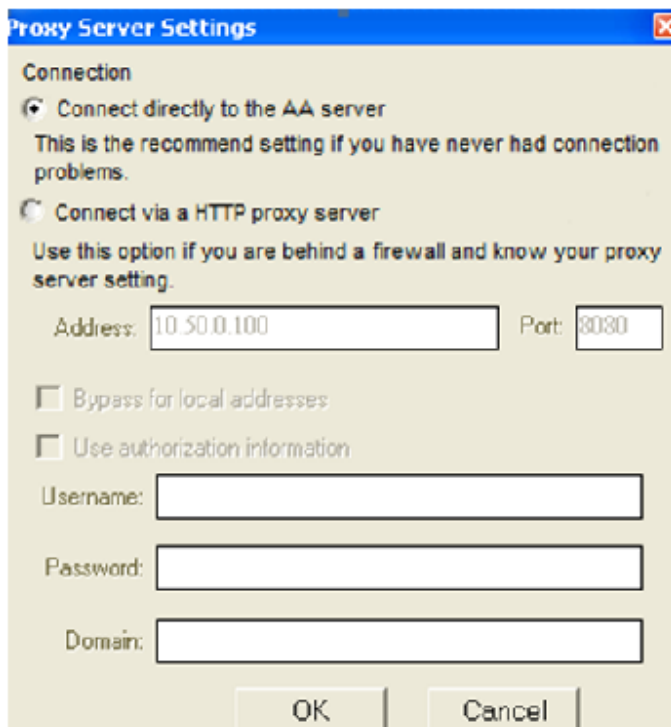 Proxy Server Settings
Connection
Connect directly to the AA server
This is the recommend setting if you have never had connection
problems.
Connect via a HTTP proxy server
Use this option if you are behind a firewall and know your proxy
server setting.
Address: 10.50.0.100 Port: 8080
Bypass for local addresses
Use authorization information
Username:
Password:
Domain:
OK Cancel